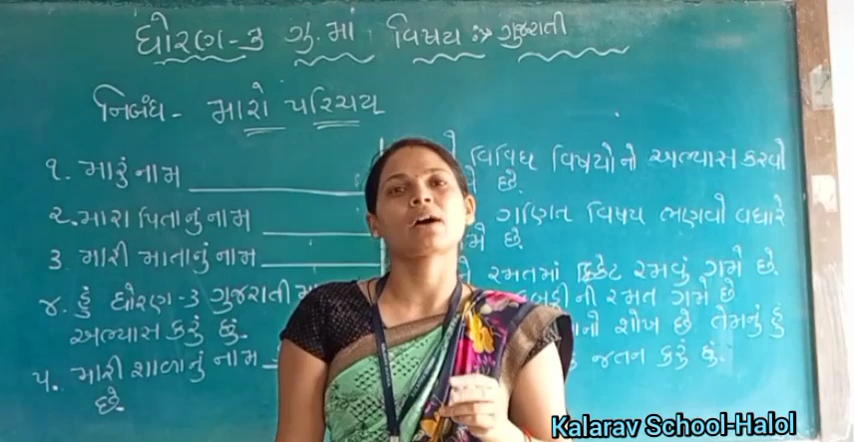 ધોરણ-૩ ગુ.માં વિષય :> ગુજરાતી
નિબંધ - મારો પરિચય
૧. મારું નામ
૨. મારા પિતાનું નામ
૩ મારી માતાનું નામ
૪. હું ધોરણ-૩ ગુજરાતી
અભ્યાસ કરું છું.
૫. મારી શાળાનું નામ
છે.
વિવિધ વિષયોનો અભ્યાસ કરવો
છે.
ગણિત વિષય ભણવો વધારે
છે.
રમતમાં ક્રિકેટ રમવું ગમે છે.
ની રમત ગમે છે
શોખ છે તેમનું હું
જતન કરું છું.
Kalarav School-Halol